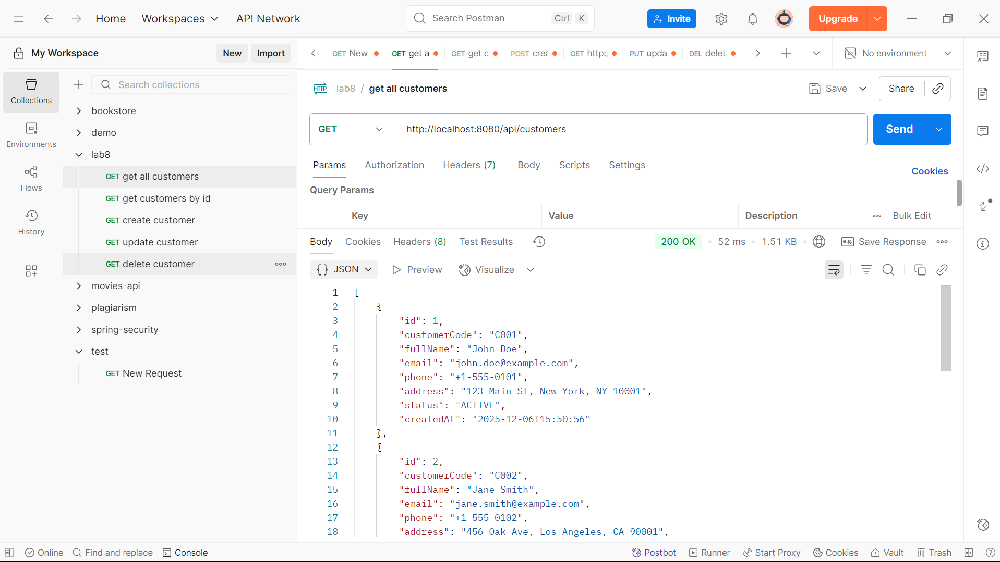 Home
Workspaces
API Network
Search Postman
Ctrl K
Invite
Upgrade
My Workspace
New
Import
GET New
GET get a
GET get c
POST crea
GET http:/
PUT upda
DEL delet
No environment
Collections
Environments
Flows
History
Search collections
bookstore
demo
lab8
GET get all customers
GET get customers by id
GET create customer
GET update customer
GET delete customer
movies-api
plagiarism
spring-security
test
GET New Request
HTTP
lab8 / get all customers
Save
Share
GET
http://localhost:8080/api/customers
Send
Params
Authorization
Headers (7)
Body
Scripts
Settings
Cookies
Query Params
Key
Value
Description
Bulk Edit
Body
Cookies
Headers (8)
Test Results
200 OK
52 ms
1.51 KB
e.g.
Save Response
{} JSON
Preview
Visualize
1 [
2 {
3 "id": 1,
4 "customerCode": "C001",
5 "fullName": "John Doe",
6 "email": "john.doe@example.com",
7 "phone": "+1-555-0101",
8 "address": "123 Main St, New York, NY 10001",
9 "status": "ACTIVE",
10 "createdAt": "2025-12-06T15:50:56"
11 },
12 {
13 "id": 2,
14 "customerCode": "C002",
15 "fullName": "Jane Smith",
16 "email": "jane.smith@example.com",
17 "phone": "+1-555-0102",
18 "address": "456 Oak Ave, Los Angeles, CA 90001",
Online
Find and replace
Console
Postbot
Runner
Start Proxy
Cookies
Vault
Trash